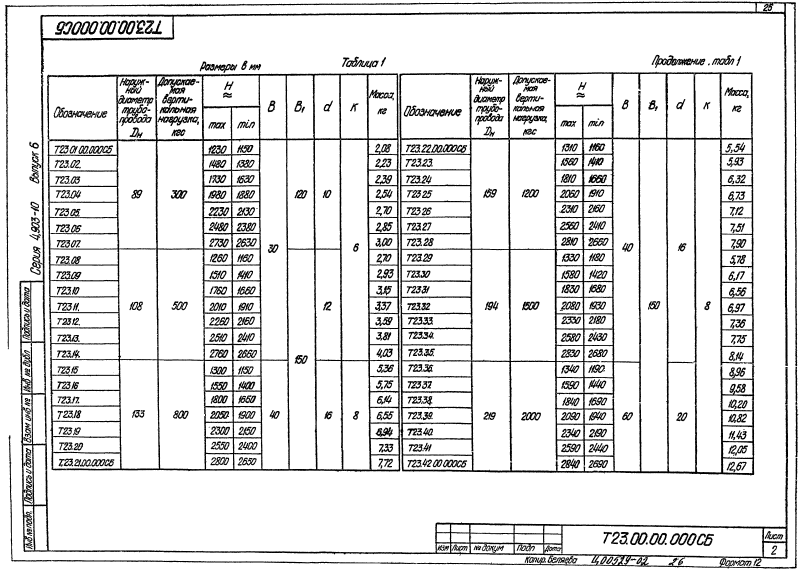 25
Т23.00.00.000СБ
Размеры в мм Таблица 1
Обозначение Наружный диаметр трубопровода Dн Допускаемая вертикальная нагрузка, кгс H ≈ max min B B1 d K Масса, кг
Т23.01.00.000СБ 89 300 1230 1150 30 120 10 6 2,08
Т23.02. 1480 1380 2,23
Т23.03 1730 1630 2,39
Т23.04 1980 1880 2,54
Т23.05. 2230 2130 2,70
Т23.06 2480 2380 2,85
Т23.07. 2730 2630 3,00
Т23.08 108 500 1260 1160 150 12 2,70
Т23.09 1510 1410 2,93
Т23.10 1760 1660 3,15
Т23.11. 2010 1910 3,37
Т23.12. 2260 2160 3,59
Т23.13. 2510 2410 3,81
Т23.14. 2760 2660 4,03
Т23.15 133 800 1300 1150 40 16 8 5,36
Т23.16 1550 1400 5,75
Т23.17. 1800 1650 6,14
Т23.18 2050 1900 6,55
Т23.19 2300 2150 6,94
Т23.20 2550 2400 7,33
Т.23.21.00.000СБ 2800 2650 7,72
Продолжение . табл 1
Обозначение Наружный диаметр трубопровода Dн Допускаемая вертикальная нагрузка, кгс H ≈ max min B B1 d K Масса, кг
Т23.22.00.000СБ 159 1200 1310 1160 40 150 16 8 5,54
Т23.23. 1560 1410 5,93
Т23.24 1810 1660 6,32
Т23.25 2060 1910 6,73
Т23.26 2310 2160 7,12
Т23.27 2560 2410 7,51
Т23.28 2810 2660 7,90
Т23.29 194 1500 1330 1180 5,78
Т23.30 1580 1420 6,17
Т23.31 1830 1680 6,56
Т23.32 2080 1930 6,97
Т23.33. 2330 2180 7,36
Т23.34. 2580 2430 7,75
Т23.35. 2830 2680 8,14
Т23.36. 219 2000 1340 1190 60 20 8,96
Т23.37. 1590 1440 9,58
Т23.38 1840 1690 10,20
Т23.39. 2090 1940 10,82
Т23.40. 2340 2190 11,43
Т23.41 2590 2440 12,05
Т23.42 00 000СБ 2840 2690 12,67
Серия 4.903-10 Выпуск 6
Подпись и дата
Инв № дубл.
Взам инв №
Подпись и дата
Инв № подл.
Изм Лист № докум Подп Дата
Т23.00.00.000СБ
Лист
2
Копир. Беляева Ц.00529-02 26 Формат 12